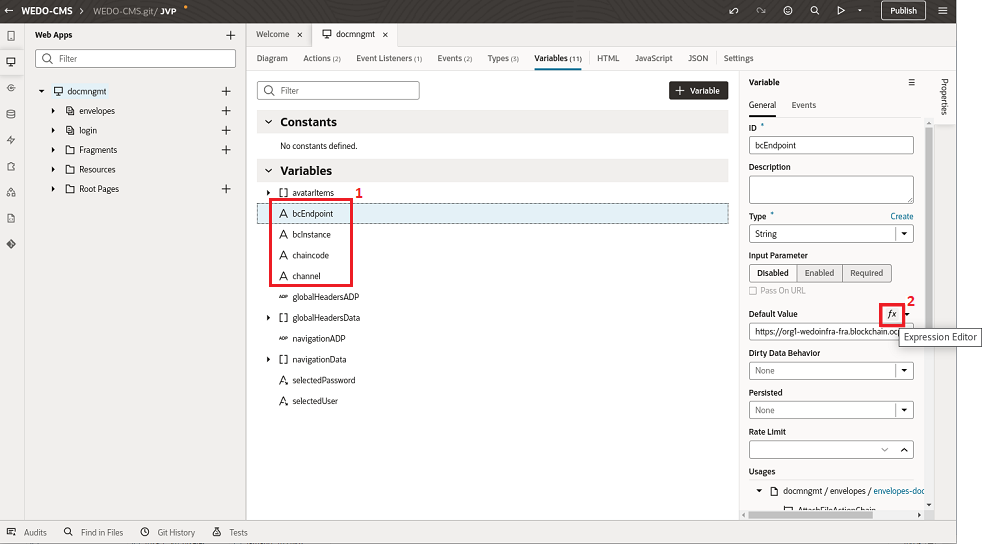 WEDO-CMS > WEDO-CMS.git/ JVP
Publish
Web Apps
Filter
docmngmt
envelopes
login
Fragments
Resources
Root Pages
Welcome
docmngmt
Diagram Actions (2) Event Listeners (1) Events (2) Types (3) Variables (11) HTML JavaScript JSON Settings
Filter
Variable
Constants
No constants defined.
Variables
avatarItems
1
bcEndpoint
bcInstance
chaincode
channel
ADP globalHeadersADP
globalHeadersData
ADP navigationADP
navigationData
selectedPassword
selectedUser
Variable
Properties
General Events
ID *
bcEndpoint
Description
Type * Create
String
Input Parameter
Disabled Enabled Required
Pass On URL
2
Default Value fx
https://org1-wedoinfra-fra.blockchain.oc
Expression Editor
Dirty Data Behavior
None
Persisted
None
Rate Limit
Usages
docmngmt / envelopes / envelopes-doc
AttachFileActionChain
Audits Find in Files Git History Tests